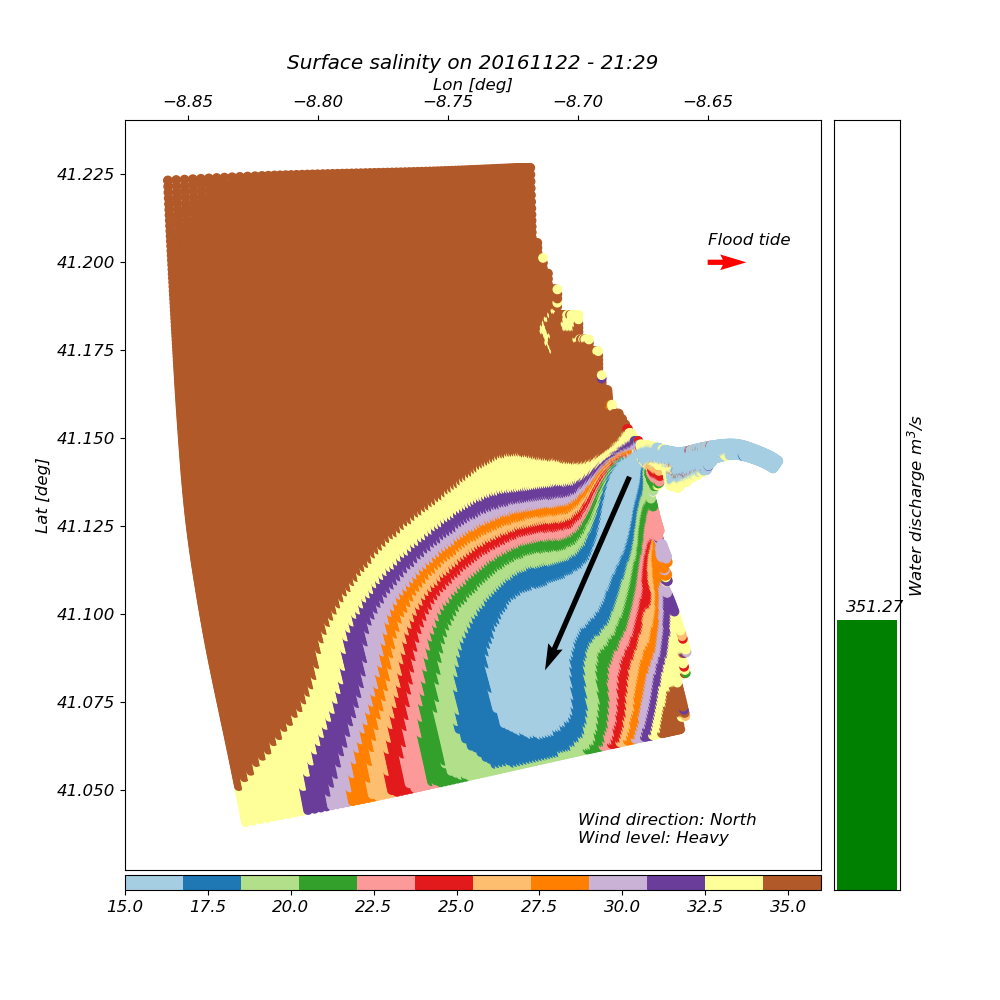 Surface salinity on 20161122 - 21:29
Lon [deg]
−8.85 −8.80 −8.75 −8.70 −8.65
41.225
41.200
41.175
41.150
41.125
41.100
41.075
41.050
Lat [deg]
Flood tide
Wind direction: North
Wind level: Heavy
351.27
Water discharge m³/s
15.0 17.5 20.0 22.5 25.0 27.5 30.0 32.5 35.0